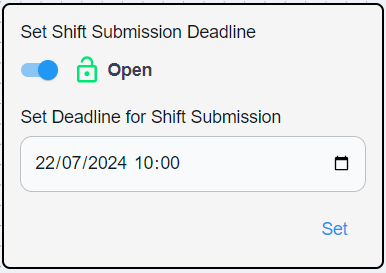 Set Shift Submission Deadline
Open
Set Deadline for Shift Submission
22/07/2024 10:00
Set